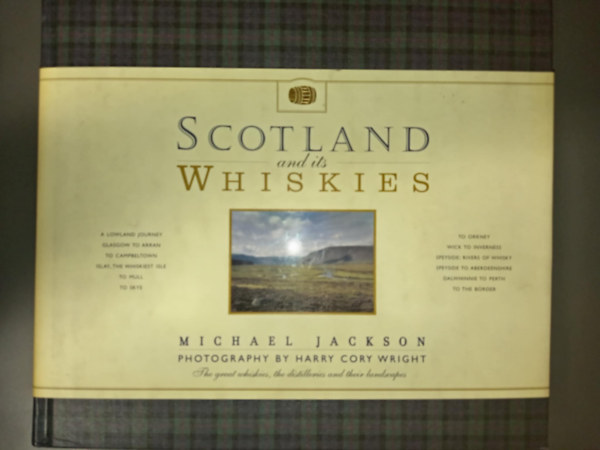 SCOTLAND
and its
WHISKIES
A LOWLAND JOURNEY
GLASGOW TO ARRAN
TO CAMPBELTOWN
ISLAY, THE WHISKIEST ISLE
TO MULL
TO SKYE
TO ORKNEY
WICK TO INVERNESS
SPEYSIDE: RIVERS OF WHISKY
SPEYSIDE TO ABERDEENSHIRE
DALWHINNIE TO PERTH
TO THE BORDER
MICHAEL JACKSON
PHOTOGRAPHY BY HARRY CORY WRIGHT
The great whiskies, the distilleries and their landscapes